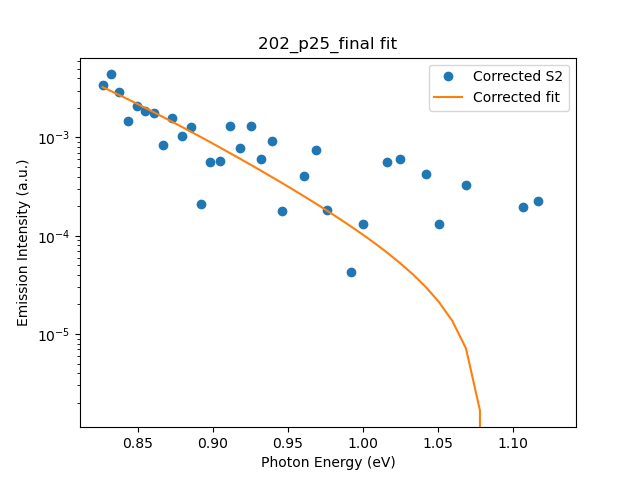 202_p25_final fit
Corrected S2
Corrected fit
10⁻³
10⁻⁴
10⁻⁵
Emission Intensity (a.u.)
0.85 0.90 0.95 1.00 1.05 1.10
Photon Energy (eV)